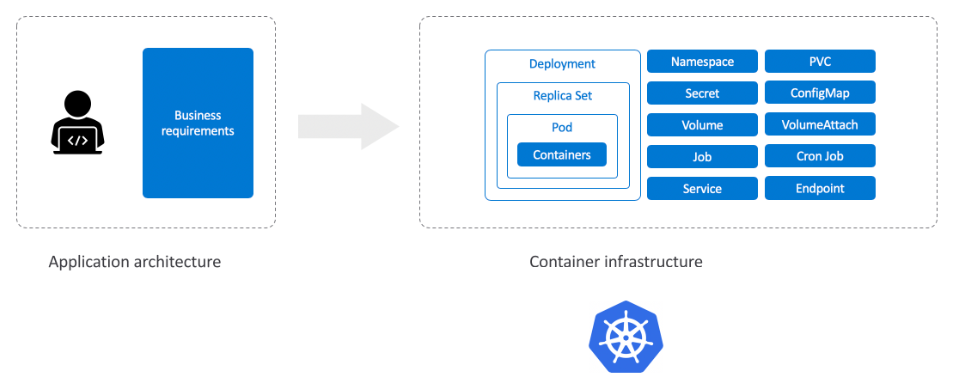 Business
requirements
</>
Application architecture
Deployment
Replica Set
Pod
Containers
Namespace
PVC
Secret
ConfigMap
Volume
VolumeAttach
Job
Cron Job
Service
Endpoint
Container infrastructure